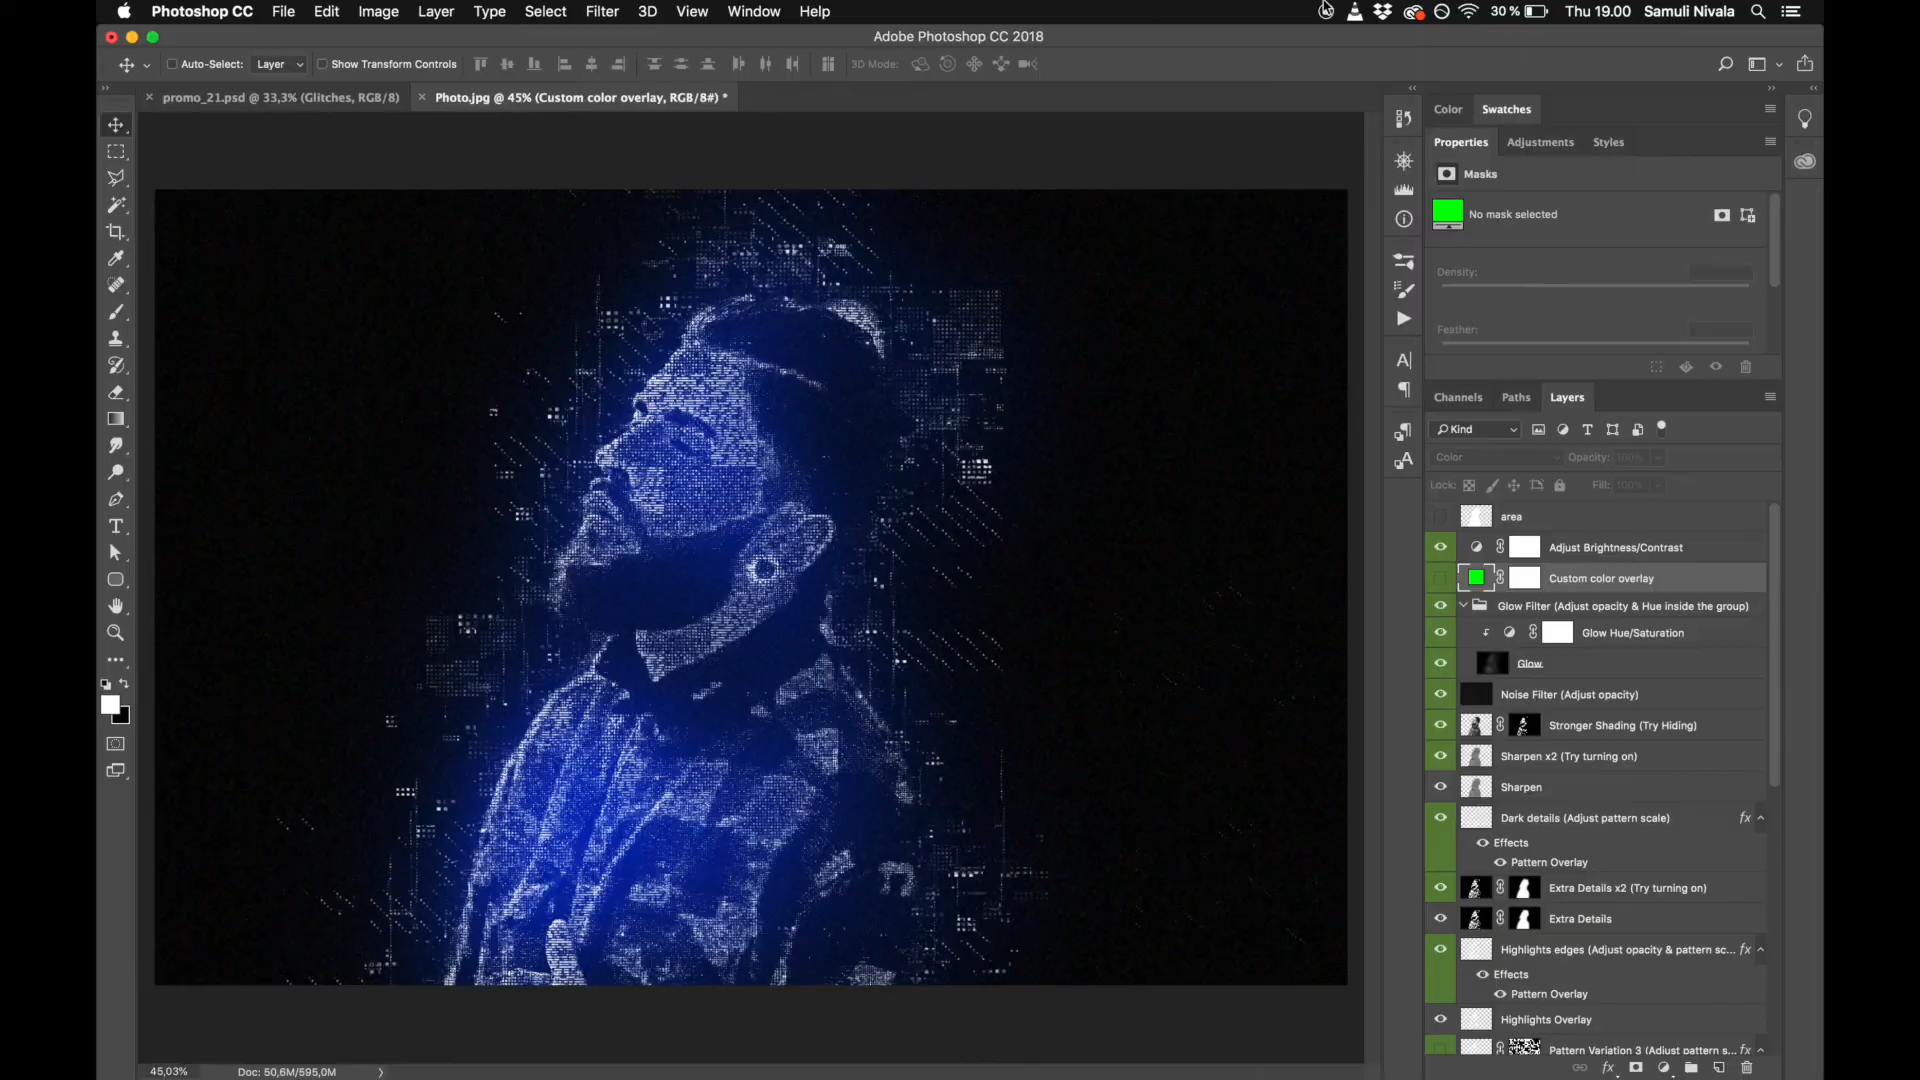 Photoshop CC File Edit Image Layer Type Select Filter 3D View Window Help 30 % Thu 19.00 Samuli Nivala
Adobe Photoshop CC 2018
Auto-Select: Layer Show Transform Controls 3D Mode:
promo_21.psd @ 33,3% (Glitches, RGB/8) Photo.jpg @ 45% (Custom color overlay, RGB/8#) *
Color Swatches
Properties Adjustments Styles
Masks
No mask selected
Density:
Feather:
Channels Paths Layers
Kind
Color Opacity: 100%
Lock: Fill: 100%
area
Adjust Brightness/Contrast
Custom color overlay
Glow Filter (Adjust opacity & Hue inside the group)
Glow Hue/Saturation
Glow
Noise Filter (Adjust opacity)
Stronger Shading (Try Hiding)
Sharpen x2 (Try turning on)
Sharpen
Dark details (Adjust pattern scale) fx
Effects
Pattern Overlay
Extra Details x2 (Try turning on)
Extra Details
Highlights edges (Adjust opacity & pattern sc... fx
Effects
Pattern Overlay
Highlights Overlay
Pattern Variation 3 (Adjust pattern s... fx
45,03% Doc: 50,6M/595,0M
fx